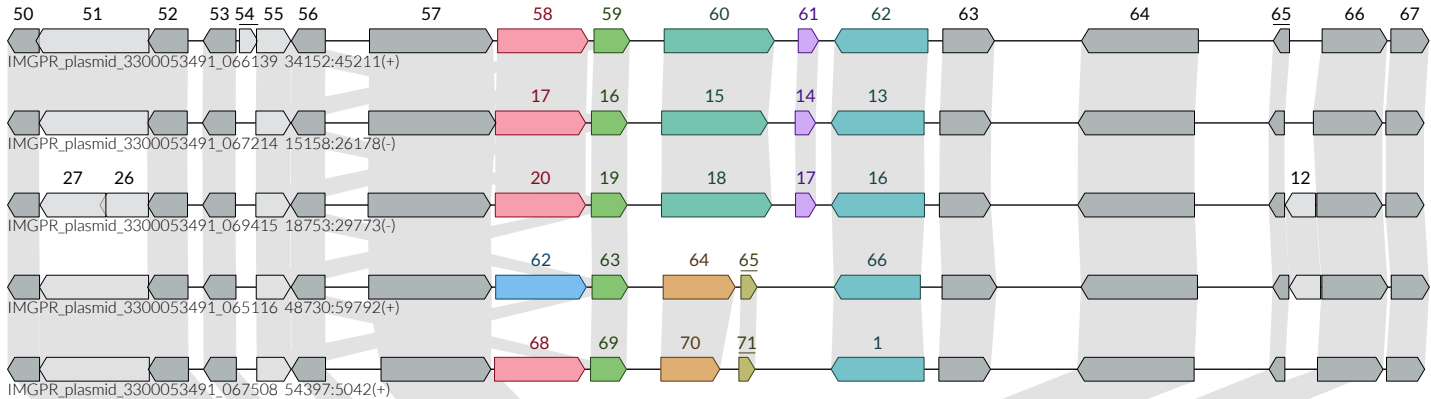 50 51 52 53 54 55 56 57 58 59 60 61 62 63 64 65 66 67
IMGPR_plasmid_3300053491_066139 34152:45211(+)
17 16 15 14 13
IMGPR_plasmid_3300053491_067214 15158:26178(-)
27 26 20 19 18 17 16 12
IMGPR_plasmid_3300053491_069415 18753:29773(-)
62 63 64 65 66
IMGPR_plasmid_3300053491_065116 48730:59792(+)
68 69 70 71 1
IMGPR_plasmid_3300053491_067508 54397:5042(+)